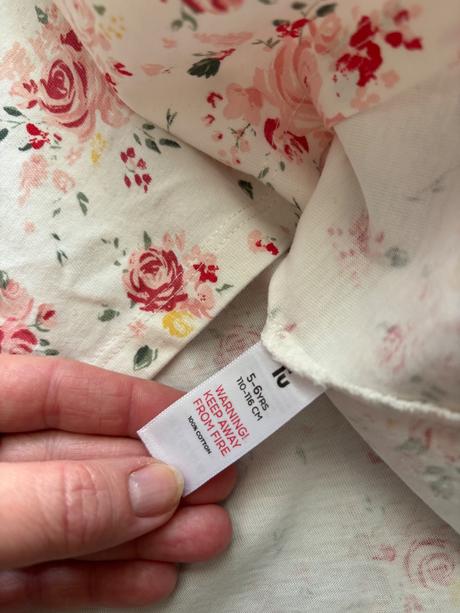 5-6YRS
110-116 CM
WARNING!
KEEP AWAY
FROM FIRE
100% COTTON